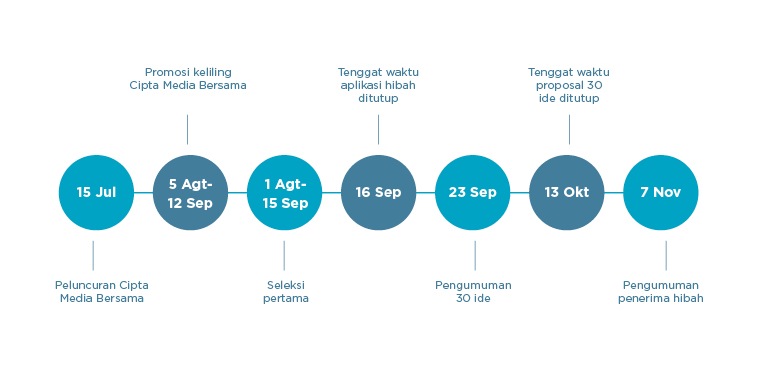 Promosi keliling
Cipta Media Bersama
Tenggat waktu
aplikasi hibah
ditutup
Tenggat waktu
proposal 30
ide ditutup
15 Jul
5 Agt-
12 Sep
1 Agt-
15 Sep
16 Sep
23 Sep
13 Okt
7 Nov
Peluncuran Cipta
Media Bersama
Seleksi
pertama
Pengumuman
30 ide
Pengumuman
penerima hibah